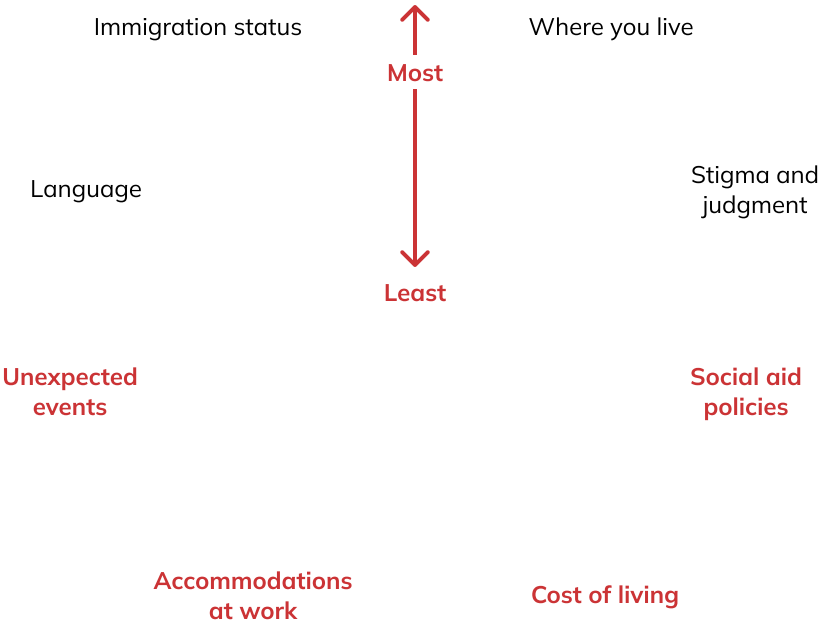 Immigration status
Where you live
Most
Language
Stigma and
judgment
Least
Unexpected
events
Social aid
policies
Accommodations
at work
Cost of living